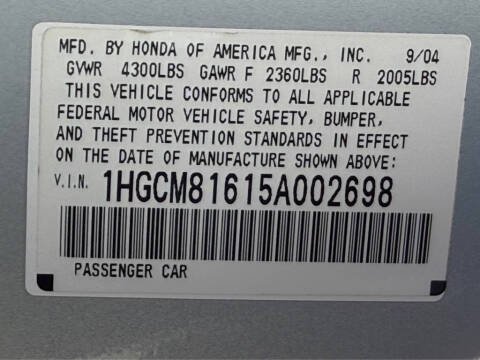 MFD. BY HONDA OF AMERICA MFG., INC. 9/04
GVWR 4300LBS GAWR F 2360LBS R 2005LBS
THIS VEHICLE CONFORMS TO ALL APPLICABLE
FEDERAL MOTOR VEHICLE SAFETY, BUMPER,
AND THEFT PREVENTION STANDARDS IN EFFECT
ON THE DATE OF MANUFACTURE SHOWN ABOVE:
V.I.N. 1HGCM81615A002698
PASSENGER CAR